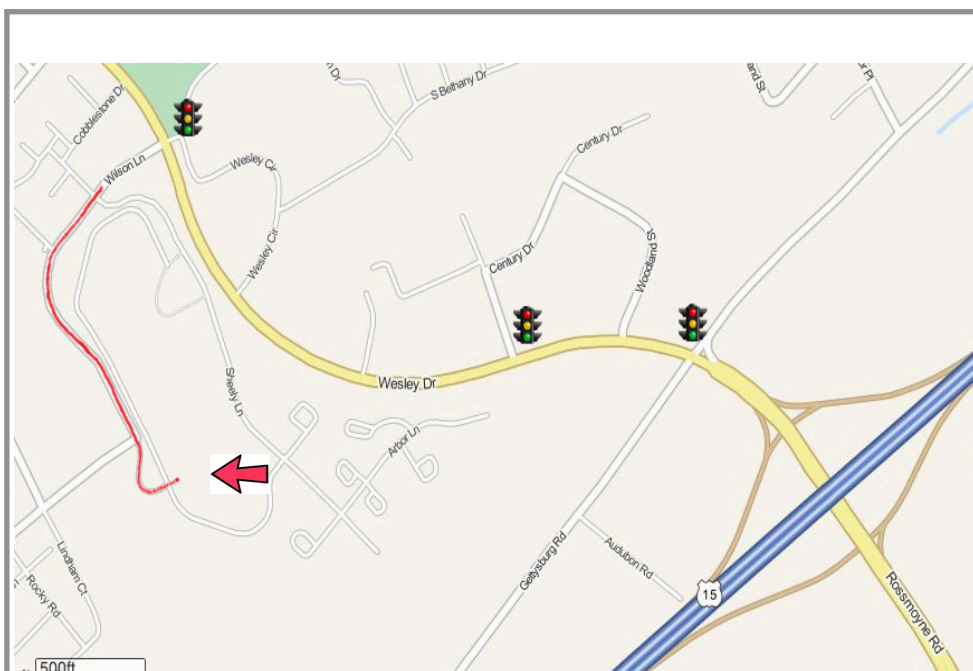 S Bethany Dr
Cobblestone Dr
Wilson Ln
Wesley Cir
Century Dr
Wesley Cir
Century Dr
Woodland St
Wesley Dr
Sheely Ln
Arbor Ln
Gettysburg Rd
Audubon Rd
Lindham Ct
Rocky Rd
15
Rossmoyne Rd
500ft